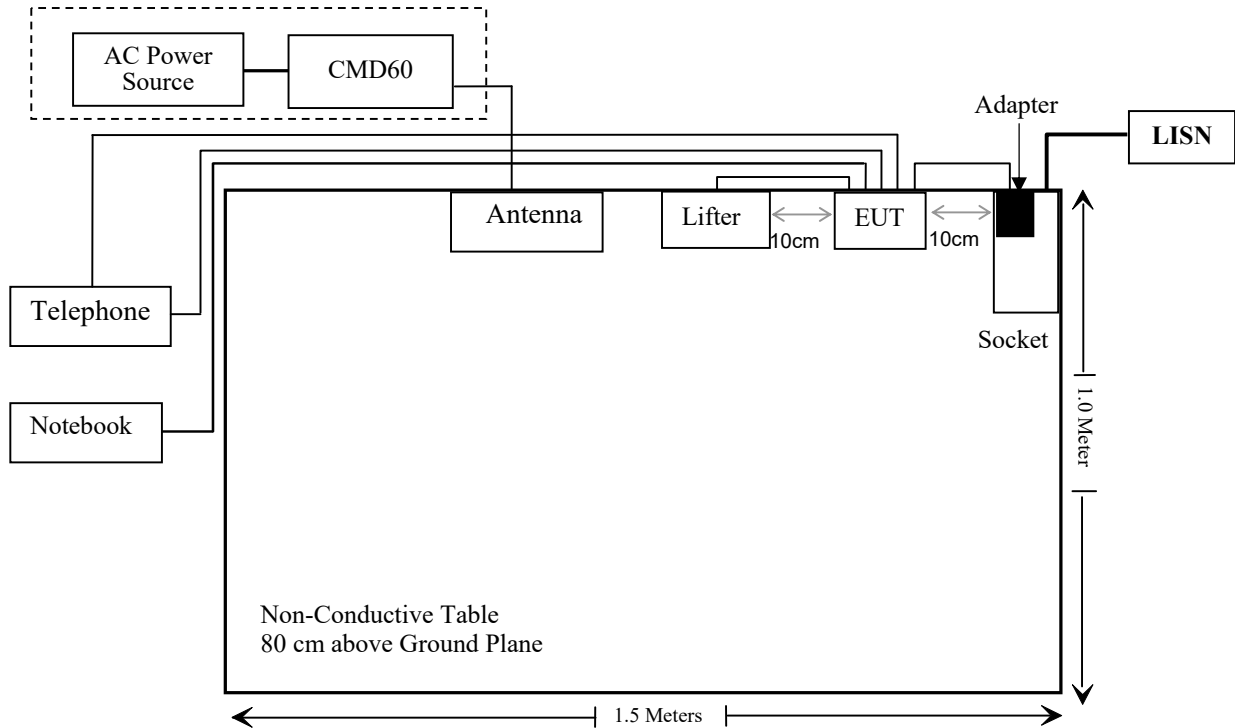 AC Power
Source
CMD60
Adapter
LISN
Antenna
Lifter
EUT
10cm
10cm
Telephone
Socket
1.0 Meter
Notebook
Non-Conductive Table
80 cm above Ground Plane
1.5 Meters